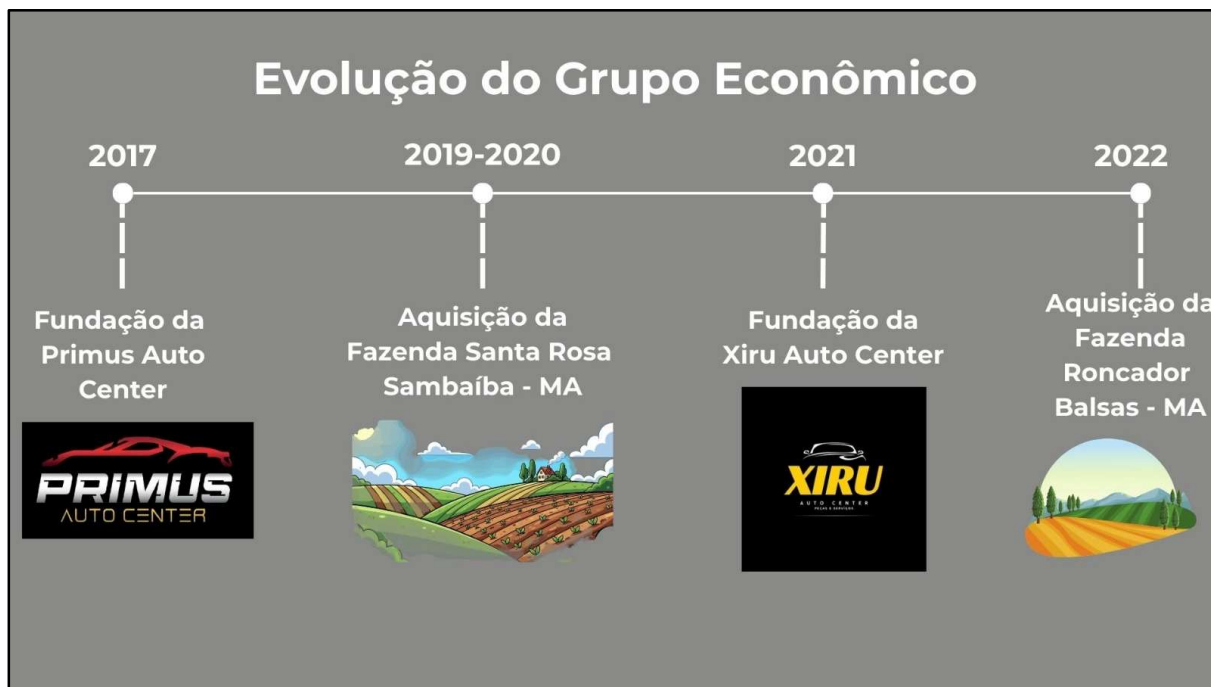 Evolução do Grupo Econômico
2017
2019-2020
2021
2022
Fundação da
Primus Auto
Center
Aquisição da
Fazenda Santa Rosa
Sambaíba - MA
Fundação da
Xiru Auto Center
Aquisição da
Fazenda
Roncador
Balsas - MA
PRIMUS
AUTO CENTER
XIRU
AUTO CENTER
PEÇAS E SERVIÇOS